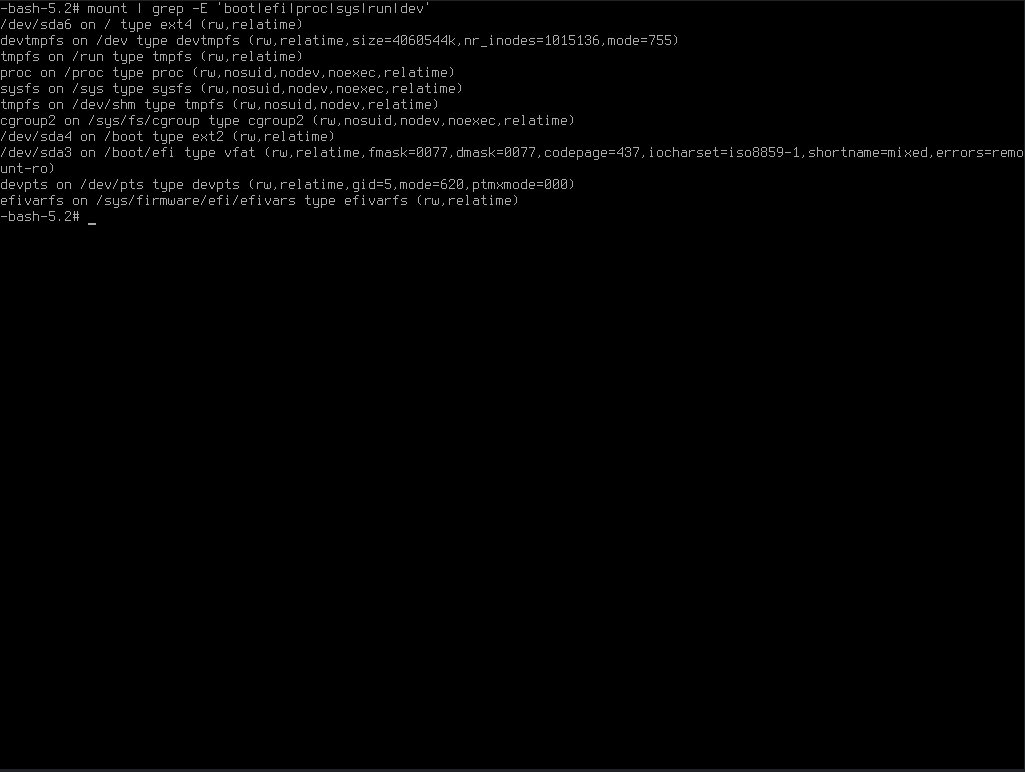 -bash-5.2# mount | grep -E 'boot|efi|proc|sys|run|dev'
/dev/sda6 on / type ext4 (rw,relatime)
devtmpfs on /dev type devtmpfs (rw,relatime,size=4060544k,nr_inodes=1015136,mode=755)
tmpfs on /run type tmpfs (rw,relatime)
proc on /proc type proc (rw,nosuid,nodev,noexec,relatime)
sysfs on /sys type sysfs (rw,nosuid,nodev,noexec,relatime)
tmpfs on /dev/shm type tmpfs (rw,nosuid,nodev,relatime)
cgroup2 on /sys/fs/cgroup type cgroup2 (rw,nosuid,nodev,noexec,relatime)
/dev/sda4 on /boot type ext2 (rw,relatime)
/dev/sda3 on /boot/efi type vfat (rw,relatime,fmask=0077,dmask=0077,codepage=437,iocharset=iso8859-1,shortname=mixed,errors=remo
unt-ro)
devpts on /dev/pts type devpts (rw,relatime,gid=5,mode=620,ptmxmode=000)
efivarfs on /sys/firmware/efi/efivars type efivarfs (rw,relatime)
-bash-5.2# _